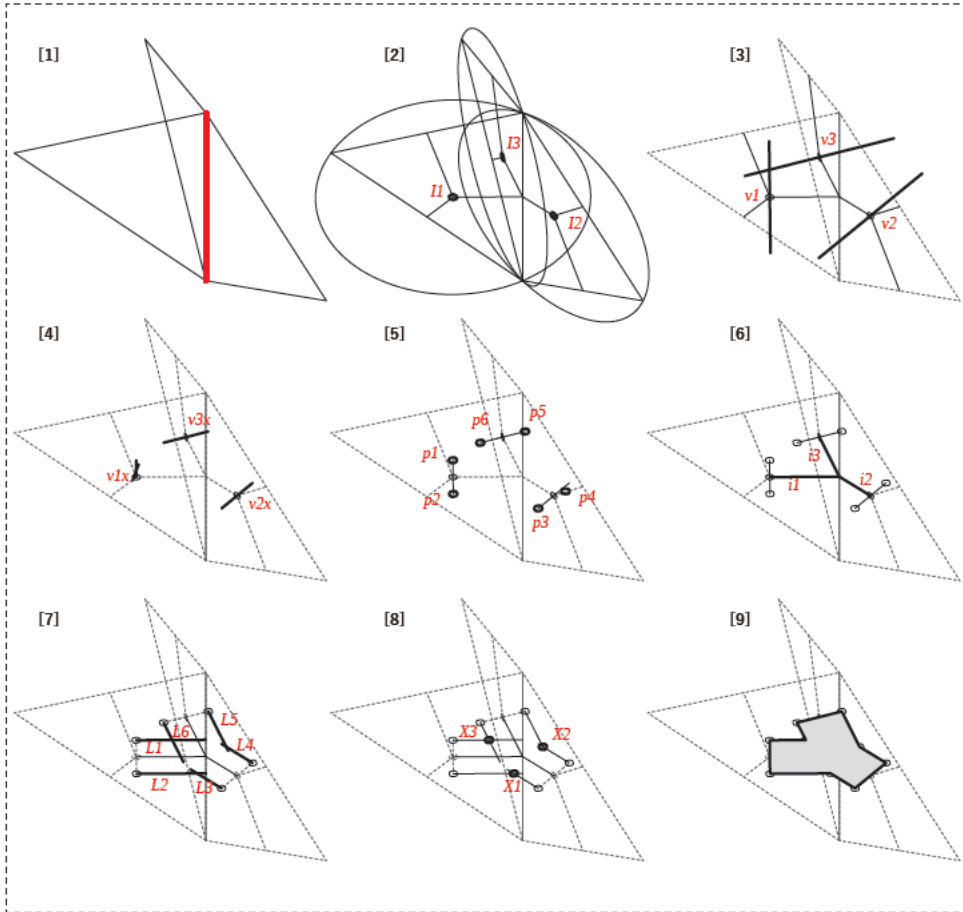 [1]
[2]
[3]
I3
I1
I2
v3
v1
v2
[4]
[5]
[6]
v3x
v1x
v2x
p6
p5
p1
p2
p4
p3
i3
i1
i2
[7]
[8]
[9]
L5
L6
L1
L4
L2
L3
X3
X2
X1